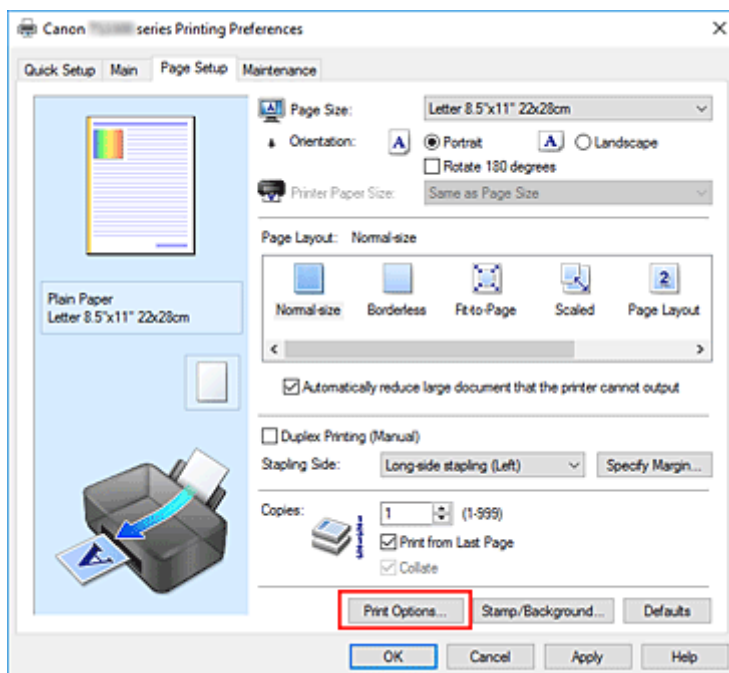 Canon series Printing Preferences
Quick Setup Main Page Setup Maintenance
Page Size: Letter 8.5"x11" 22x28cm
Orientation: A Portrait A Landscape
Rotate 180 degrees
Printer Paper Size: Same as Page Size
Page Layout: Normal-size
2
Normal-size Borderless Fit-to-Page Scaled Page Layout
Plain Paper
Letter 8.5"x11" 22x28cm
Automatically reduce large document that the printer cannot output
Duplex Printing (Manual)
Stapling Side: Long-side stapling (Left) Specify Margin...
Copies: 1 (1-999)
Print from Last Page
Collate
A
Print Options... Stamp/Background... Defaults
OK Cancel Apply Help